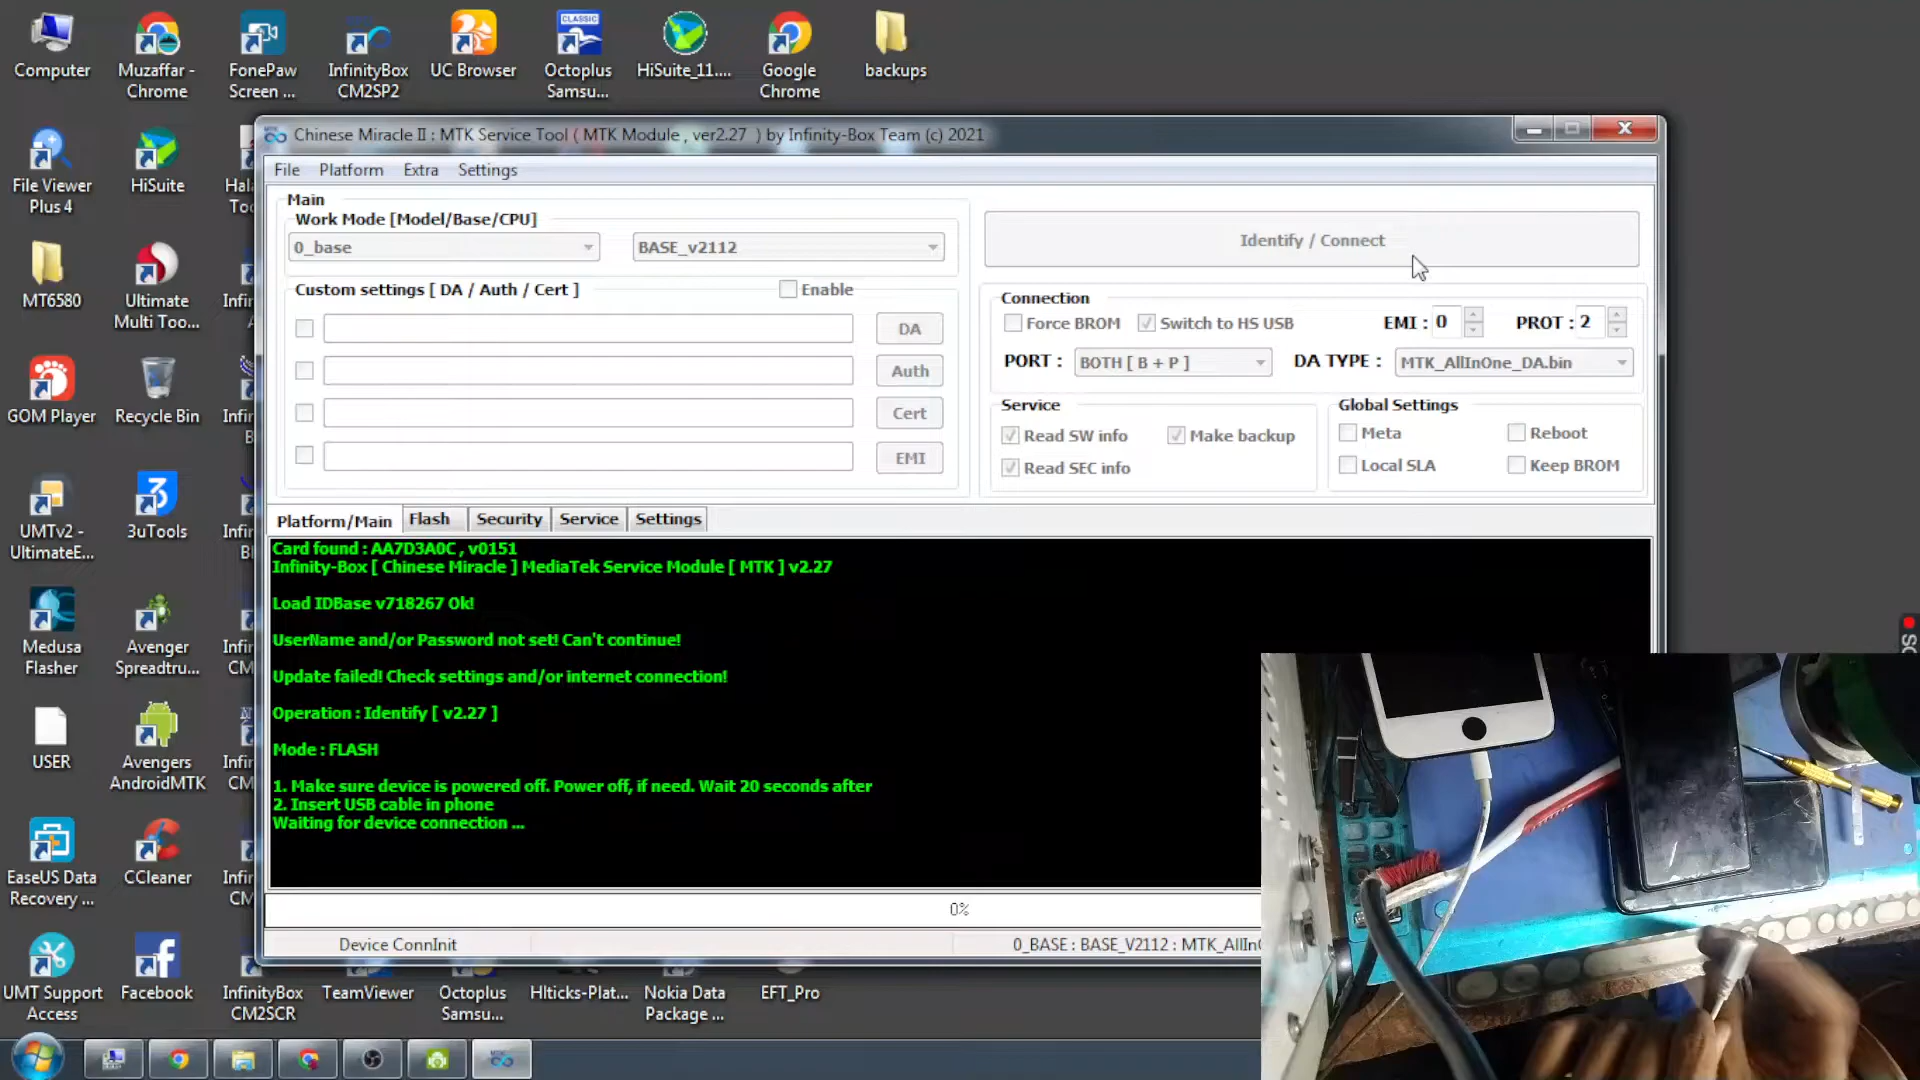 Computer
Muzaffar - Chrome
FonePaw Screen ...
InfinityBox CM2SP2
UC Browser
CLASSIC
Octoplus Samsu...
HiSuite_11....
Google Chrome
backups
File Viewer Plus 4
HiSuite
MT6580
Ultimate Multi Too...
GOM Player
Recycle Bin
UMTv2 - UltimateE...
3
3uTools
Medusa Flasher
Avenger Spreadtru...
USER
Avengers AndroidMTK
EaseUS Data Recovery ...
CCleaner
UMT Support Access
Facebook
InfinityBox CM2SCR
TeamViewer
Octoplus Samsu...
Hlticks-Plat...
Nokia Data Package ...
EFT_Pro
Chinese Miracle II : MTK Service Tool ( MTK Module , ver2.27 ) by Infinity-Box Team (c) 2021
File Platform Extra Settings
Main
Work Mode [Model/Base/CPU]
0_base
BASE_v2112
Custom settings [ DA / Auth / Cert ]
Enable
DA
Auth
Cert
EMI
Identify / Connect
Connection
Force BROM
Switch to HS USB
EMI : 0
PROT : 2
PORT : BOTH [ B + P ]
DA TYPE : MTK_AllInOne_DA.bin
Service
Read SW info
Make backup
Read SEC info
Global Settings
Meta
Reboot
Local SLA
Keep BROM
Platform/Main Flash Security Service Settings
Card found : AA7D3A0C , v0151
Infinity-Box [ Chinese Miracle ] MediaTek Service Module [ MTK ] v2.27
Load IDBase v718267 Ok!
UserName and/or Password not set! Can't continue!
Update failed! Check settings and/or internet connection!
Operation : Identify [ v2.27 ]
Mode : FLASH
1. Make sure device is powered off. Power off, if need. Wait 20 seconds after
2. Insert USB cable in phone
Waiting for device connection ...
0%
Device ConnInit
0_BASE : BASE_V2112 : MTK_AllIn